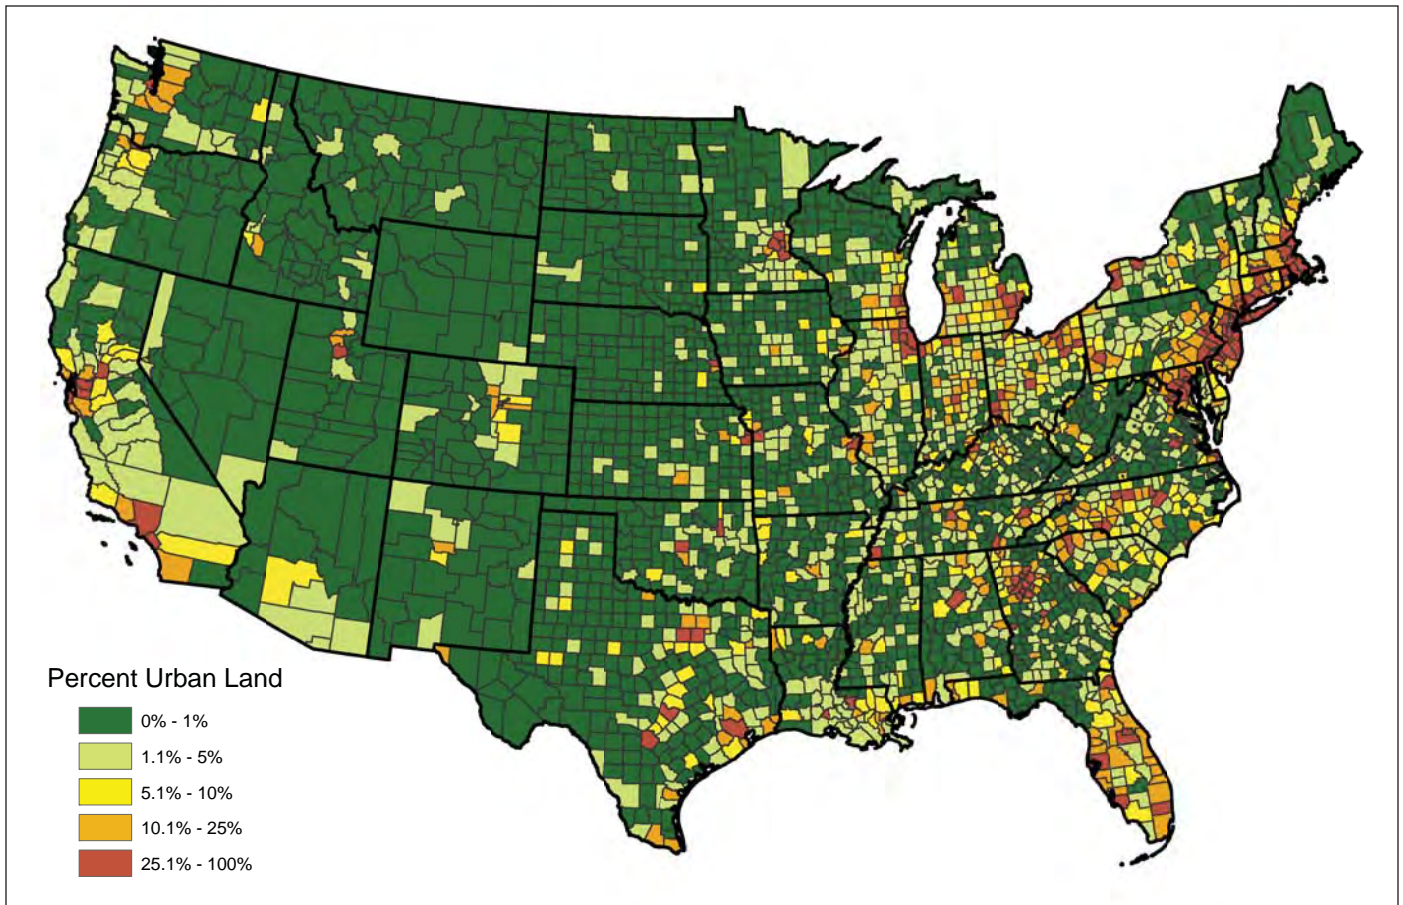 Percent Urban Land
0% - 1%
1.1% - 5%
5.1% - 10%
10.1% - 25%
25.1% - 100%